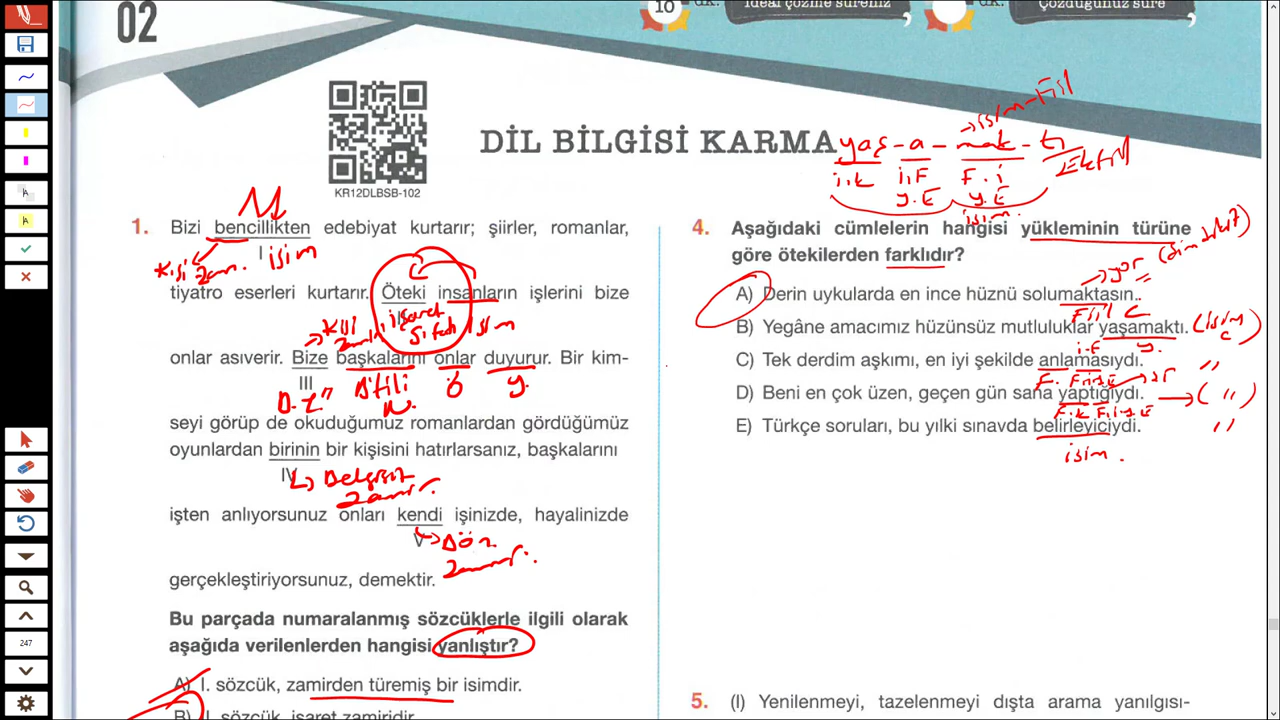 02
10
dk.
İdeal çözme süreniz
dk.
Çözdüğünüz süre
KR12DLBSB-102
DİL BİLGİSİ KARMA
yaş-a-mak-tı
→isim-fiil
i.k i.F F.i Ekfiil
y.E y.E
isim.
1. Bizi bencillikten edebiyat kurtarır; şiirler, romanlar,
I
isim
Kişi zam.
tiyatro eserleri kurtarır. Öteki insanların işlerini bize
işaret
Sıfatı
isim
→Kişi
onlar asıverir. Bize başkalarını onlar duyurur. Bir kim-
III
D.T" B.tili N. Ö y.
seyi görüp de okuduğumuz romanlardan gördüğümüz
oyunlardan birinin bir kişisini hatırlarsanız, başkalarını
IV
Belgisiz
zamir.
işten anlıyorsunuz onları kendi işinizde, hayalinizde
V
Dön.
zamiri.
gerçekleştiriyorsunuz, demektir.
Bu parçada numaralanmış sözcüklerle ilgili olarak
aşağıda verilenlerden hangisi yanlıştır?
A) I. sözcük, zamirden türemiş bir isimdir.
B) I. sözcük, işaret zamiridir.
4. Aşağıdaki cümlelerin hangisi yükleminin türüne
göre ötekilerden farklıdır?
→yor
A) Derin uykularda en ince hüznü solumaktasın.
Fiil C
B) Yegâne amacımız hüzünsüz mutluluklar yaşamaktı. (isim
C
i.F y.
C) Tek derdim aşkımı, en iyi şekilde anlamasıydı. "
D) Beni en çok üzen, geçen gün sana yaptığıydı. → ( " )
E) Türkçe soruları, bu yılki sınavda belirleyiciydi. "
isim.
5. (I) Yenilenmeyi, tazelenmeyi dışta arama yanılgısı-
247